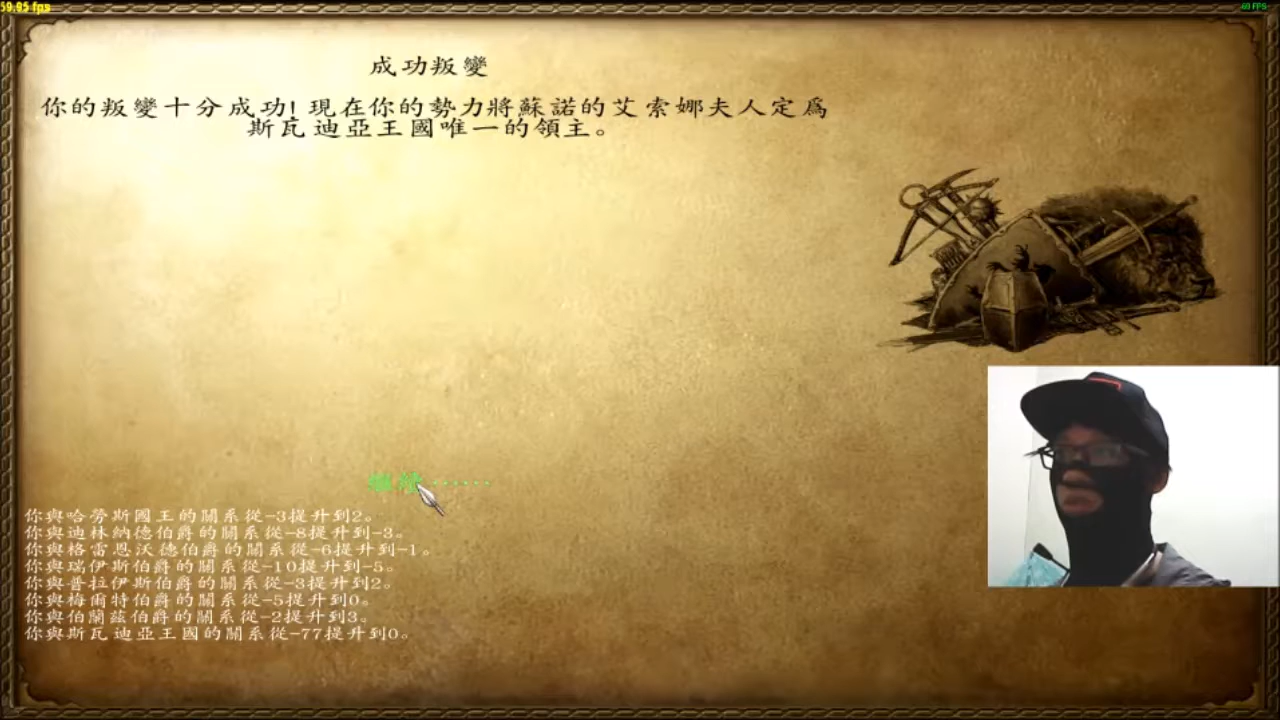 59.95 fps
60 FPS
成功叛變
你的叛變十分成功! 現在你的勢力將蘇諾的艾索娜夫人定為
斯瓦迪亞王國唯一的領主。
繼續······
你與哈勞斯國王的關系從-3提升到2。
你與迪林納德伯爵的關系從-8提升到-3。
你與格雷恩沃德伯爵的關系從-6提升到-1。
你與瑞伊斯伯爵的關系從-10提升到-5。
你與普拉伊斯伯爵的關系從-3提升到2。
你與梅爾特伯爵的關系從-5提升到0。
你與伯蘭茲伯爵的關系從-2提升到3。
你與斯瓦迪亞王國的關系從-77提升到0。